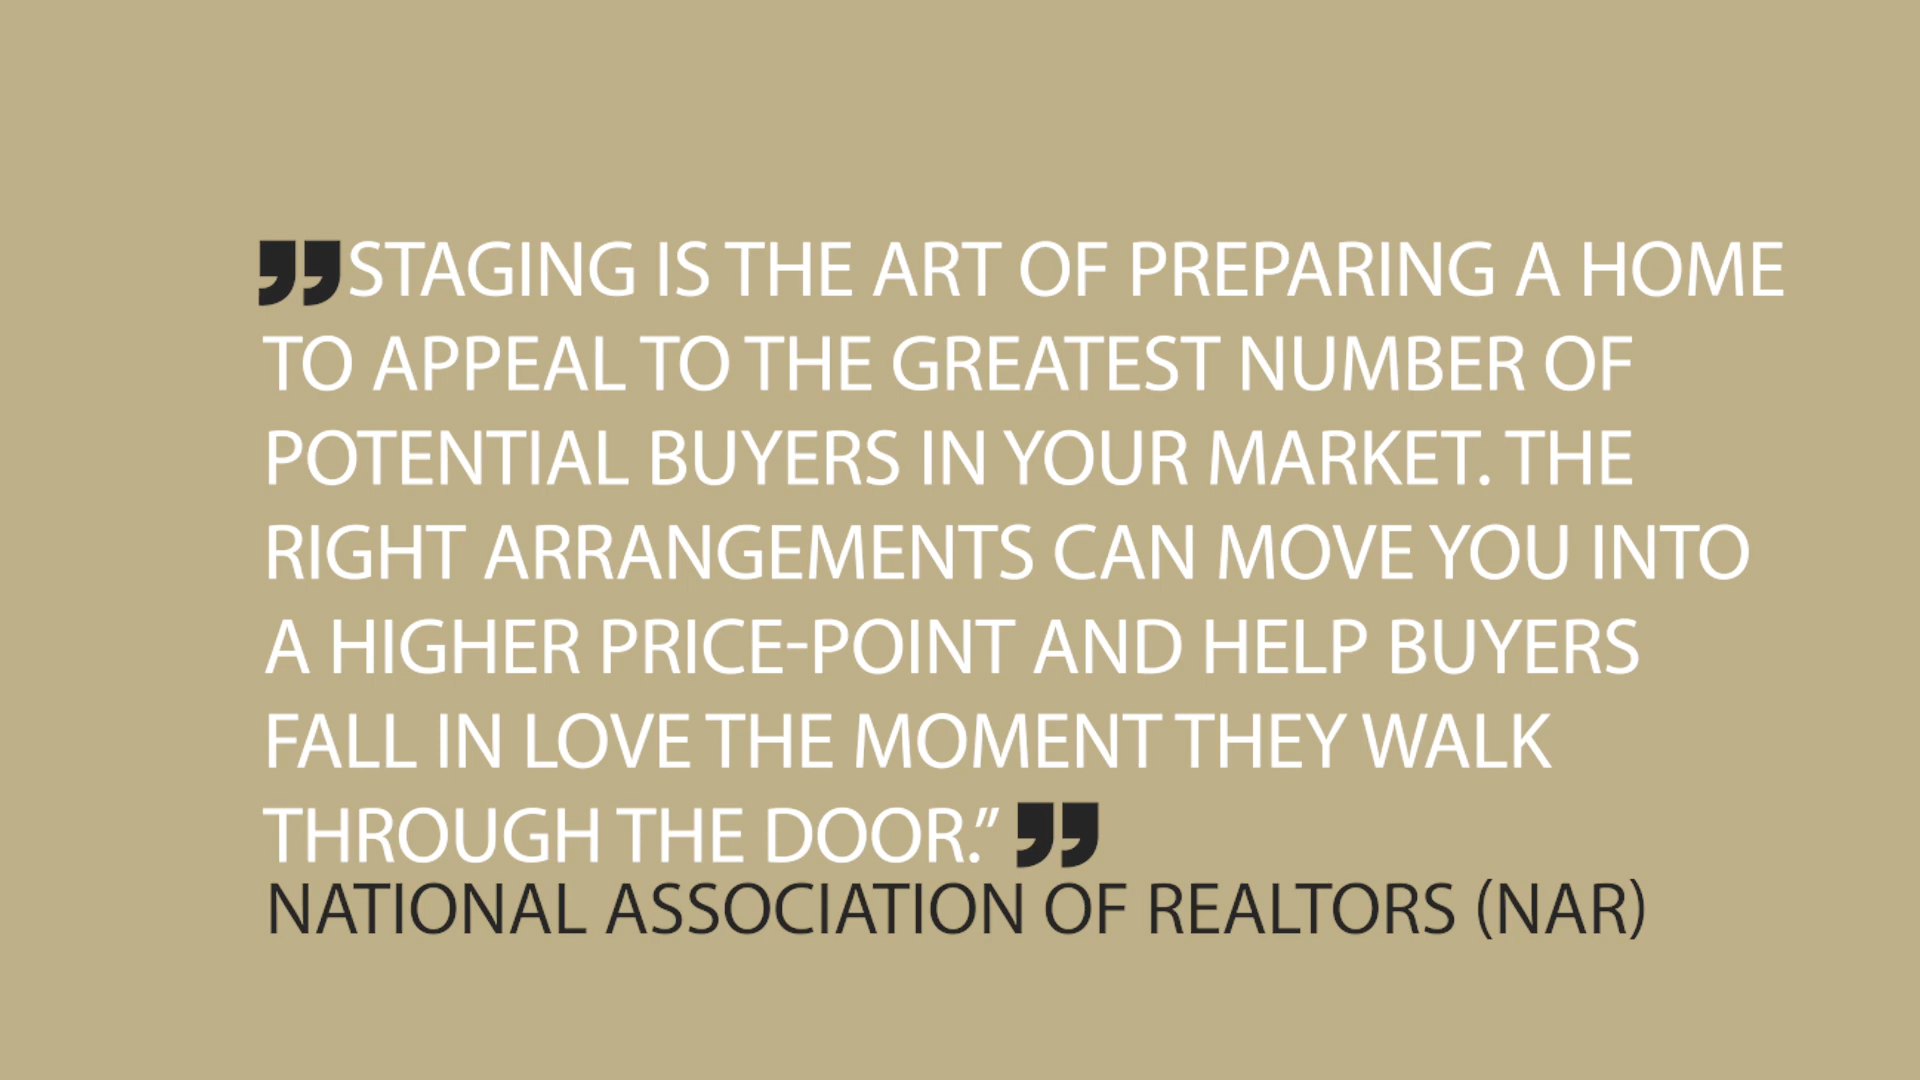 ”STAGING IS THE ART OF PREPARING A HOME
TO APPEAL TO THE GREATEST NUMBER OF
POTENTIAL BUYERS IN YOUR MARKET. THE
RIGHT ARRANGEMENTS CAN MOVE YOU INTO
A HIGHER PRICE-POINT AND HELP BUYERS
FALL IN LOVE THE MOMENT THEY WALK
THROUGH THE DOOR.” ”
NATIONAL ASSOCIATION OF REALTORS (NAR)